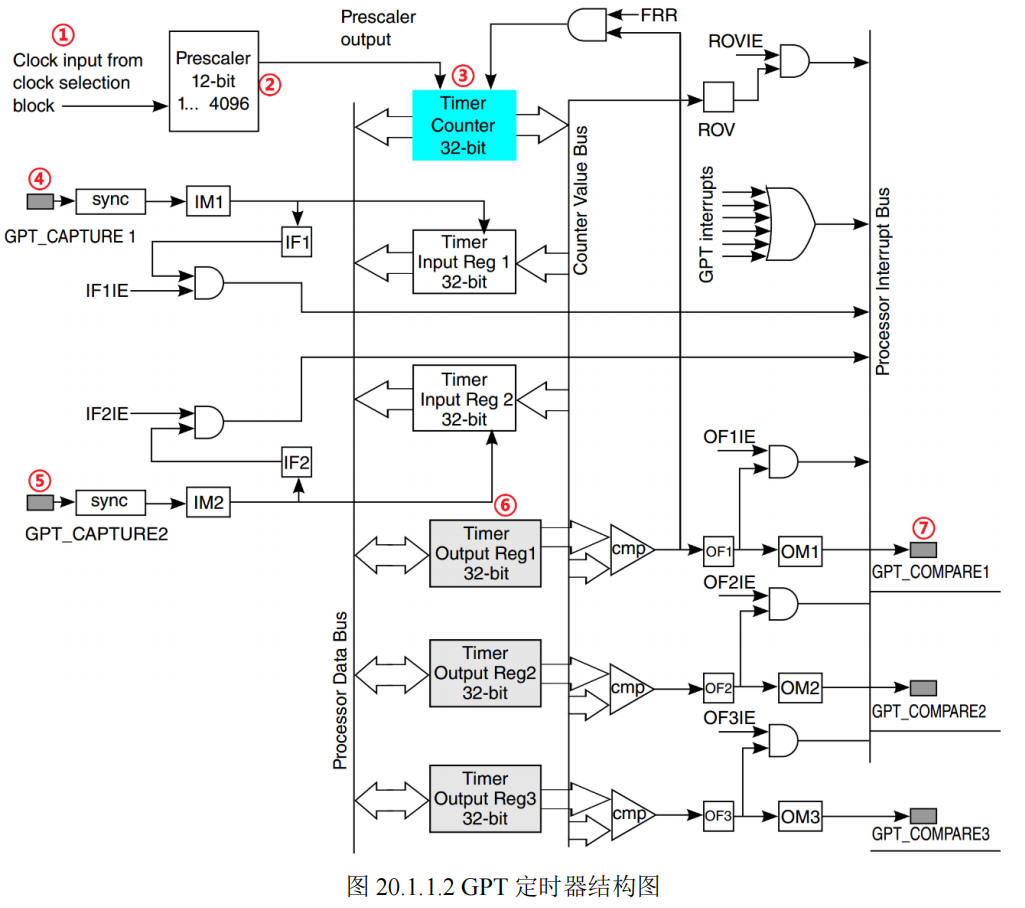 ①
Clock input from
clock selection
block
Prescaler
12-bit
1... 4096
②
Prescaler
output
③
Timer
Counter
32-bit
FRR
ROVIE
ROV
Counter Value Bus
GPT interrupts
Processor Interrupt Bus
④
sync
IM1
GPT_CAPTURE 1
IF1
IF1IE
Timer
Input Reg 1
32-bit
Timer
Input Reg 2
32-bit
IF2IE
IF2
⑤
sync
IM2
GPT_CAPTURE2
Processor Data Bus
⑥
Timer
Output Reg1
32-bit
cmp
OF1IE
OF1
OM1
⑦
GPT_COMPARE1
Timer
Output Reg2
32-bit
cmp
OF2IE
OF2
OM2
GPT_COMPARE2
Timer
Output Reg3
32-bit
cmp
OF3IE
OF3
OM3
GPT_COMPARE3
图 20.1.1.2 GPT 定时器结构图